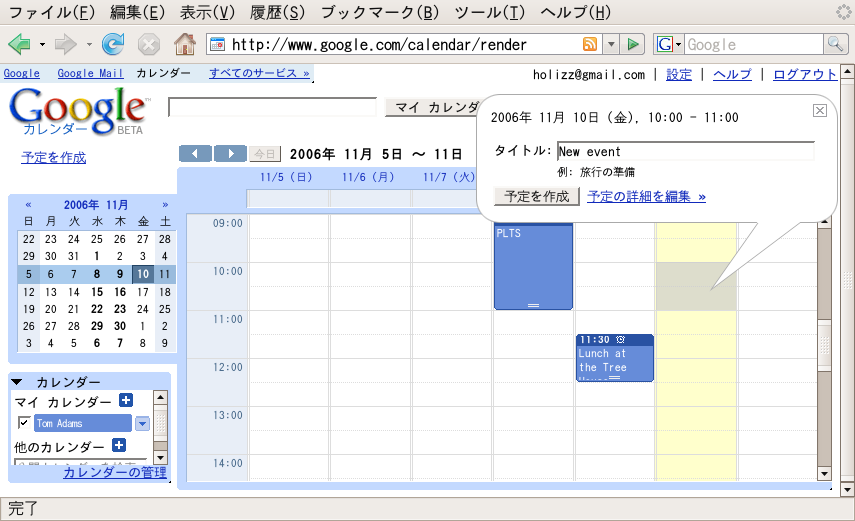 ファイル(F) 編集(E) 表示(V) 履歴(S) ブックマーク(B) ツール(T) ヘルプ(H)
http://www.google.com/calendar/render Google
Google Google Mail カレンダー すべてのサービス »
holizz@gmail.com | 設定 | ヘルプ | ログアウト
Google
カレンダー BETA
マイ カレンダ
予定を作成
今日 2006年 11月 5日 ～ 11日
2006年 11月 10日 (金), 10:00 - 11:00
タイトル: New event
例: 旅行の準備
予定を作成 予定の詳細を編集 »
« 2006年 11月 »
日 月 火 水 木 金 土
22 23 24 25 26 27 28
29 30 31 1 2 3 4
5 6 7 8 9 10 11
12 13 14 15 16 17 18
19 20 21 22 23 24 25
26 27 28 29 30 1 2
3 4 5 6 7 8 9
カレンダー
マイ カレンダー
Tom Adams
他のカレンダー
カレンダーの管理
11/5 (日) 11/6 (月) 11/7 (火)
09:00
10:00
11:00
12:00
13:00
14:00
PLTS
11:30
Lunch at
the Tree
完了